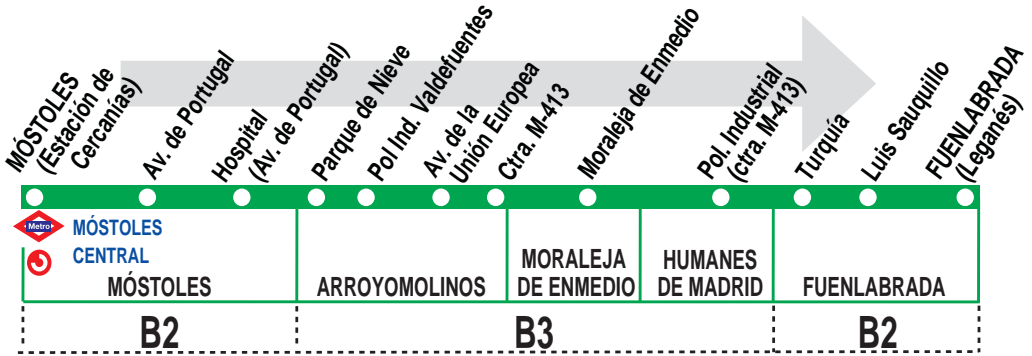 MÓSTOLES
(Estación de
Cercanías)
Av. de Portugal
Hospital
(Av. de Portugal)
Parque de Nieve
Pol Ind. Valdefuentes
Av. de la
Unión Europea
Ctra. M-413
Moraleja de Enmedio
Pol. Industrial
(ctra. M-413)
Turquía
Luis Sauquillo
FUENLABRADA
(Leganés)
Metro
MÓSTOLES
CENTRAL
MÓSTOLES
ARROYOMOLINOS
MORALEJA
DE ENMEDIO
HUMANES
DE MADRID
FUENLABRADA
B2
B3
B2